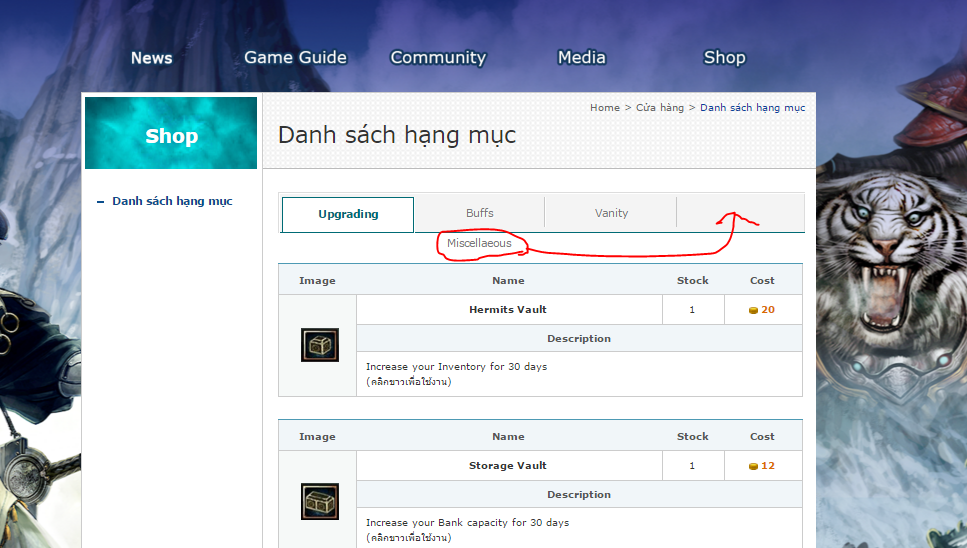 News Game Guide Community Media Shop
Home > Cửa hàng > Danh sách hạng mục
Shop
Danh sách hạng mục
– Danh sách hạng mục
Upgrading Buffs Vanity
Miscellaeous
Image Name Stock Cost
Hermits Vault 1 20
Description
Increase your Inventory for 30 days
(คลิกขาวเพื่อใช้งาน)
Image Name Stock Cost
Storage Vault 1 12
Description
Increase your Bank capacity for 30 days
(คลิกขาวเพื่อใช้งาน)